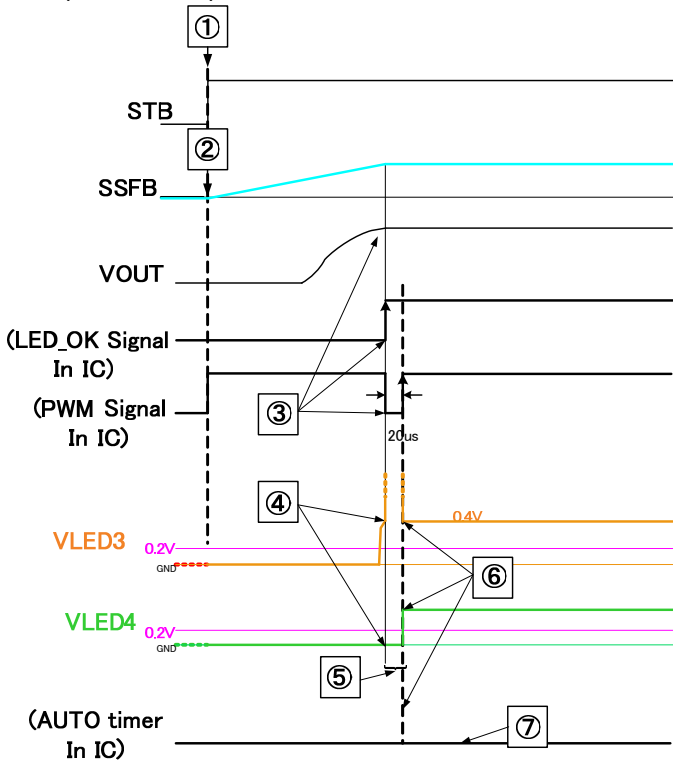 ①
STB
②
SSFB
VOUT
(LED_OK Signal
In IC)
(PWM Signal
In IC)
③
20us
④
VLED3
0.2V
GND
0.4V
⑥
VLED4
0.2V
GND
⑤
(AUTO timer
In IC)
⑦